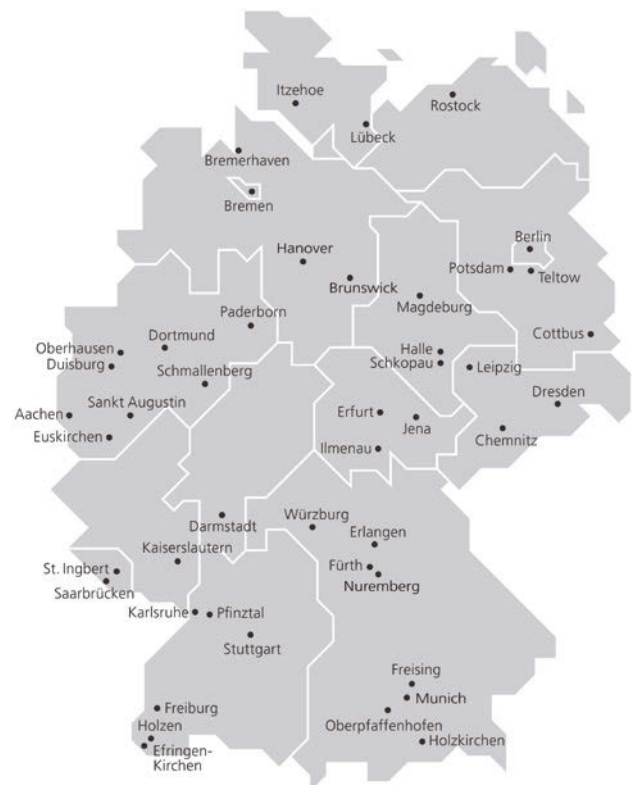 Itzehoe
Rostock
Lübeck
Bremerhaven
Bremen
Berlin
Hanover
Potsdam
Teltow
Brunswick
Magdeburg
Paderborn
Cottbus
Dortmund
Oberhausen
Halle
Duisburg
Schkopau
Leipzig
Schmallenberg
Dresden
Aachen
Sankt Augustin
Erfurt
Jena
Euskirchen
Chemnitz
Ilmenau
Darmstadt
Würzburg
Erlangen
Kaiserslautern
Fürth
St. Ingbert
Nuremberg
Saarbrücken
Karlsruhe
Pfinztal
Stuttgart
Freising
Munich
Freiburg
Oberpfaffenhofen
Holzen
Holzkirchen
Efringen-
Kirchen